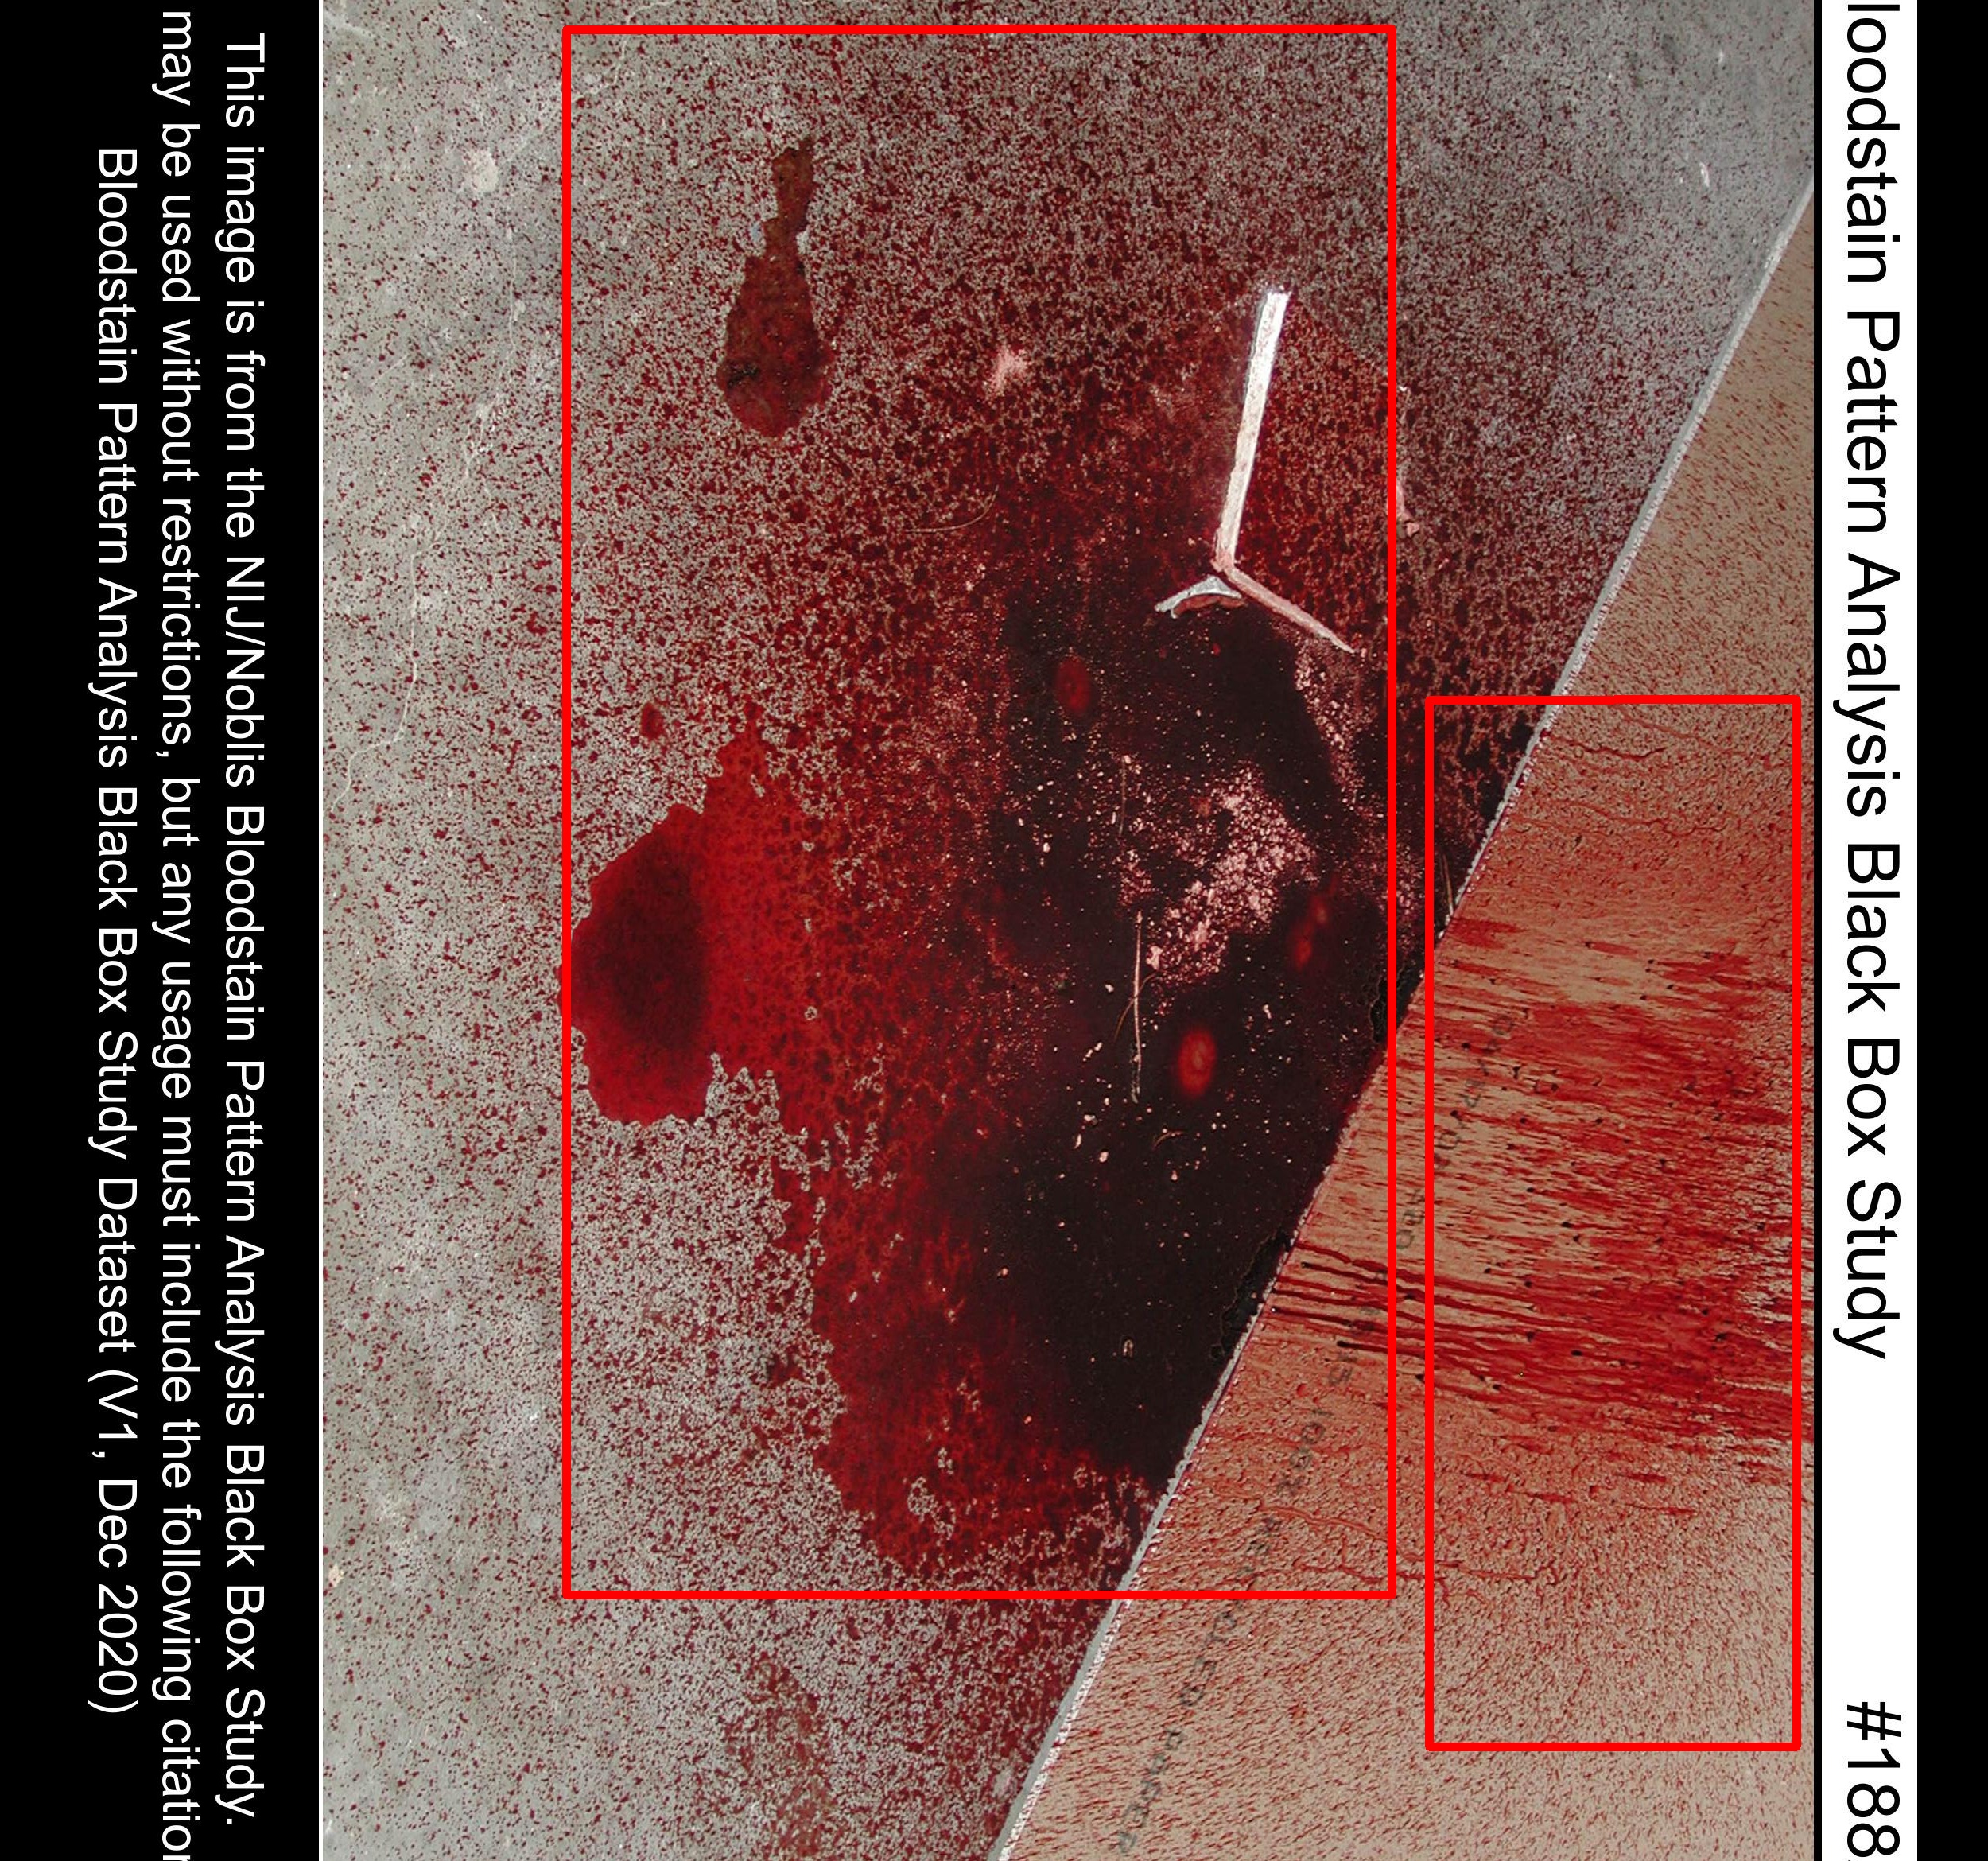 loodstain Pattern Analysis Black Box Study #188
This image is from the NIJ/Noblis Bloodstain Pattern Analysis Black Box Study.
may be used without restrictions, but any usage must include the following citation
Bloodstain Pattern Analysis Black Box Study Dataset (V1, Dec 2020)